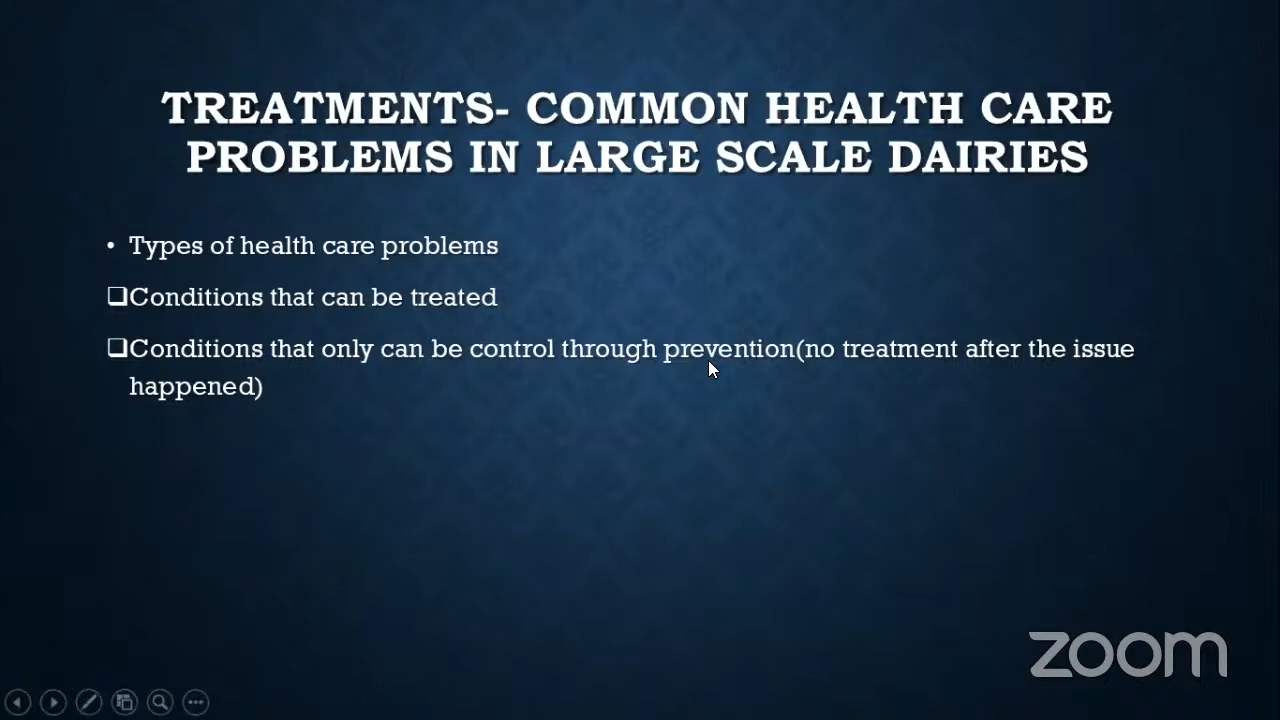 TREATMENTS- COMMON HEALTH CARE
PROBLEMS IN LARGE SCALE DAIRIES
• Types of health care problems
❑Conditions that can be treated
❑Conditions that only can be control through prevention(no treatment after the issue
happened)
zoom